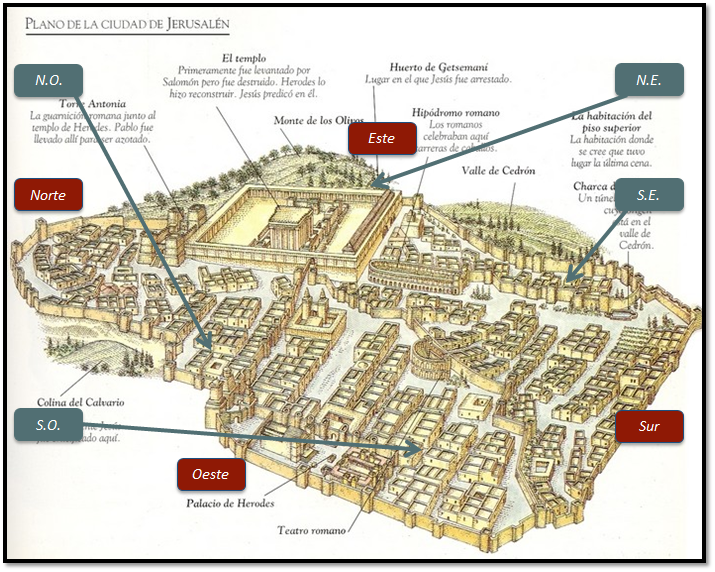 PLANO DE LA CIUDAD DE JERUSALÉN
N.O.
El templo
Primeramente fue levantado por
Salomón pero fue destruído. Herodes lo
hizo reconstruir. Jesús predicó en él.
Huerto de Getsemaní
Lugar en el que Jesús fue arrestado.
N.E.
Torre Antonia
La guarnición romana junto al
templo de Herodes. Pablo fue
llevado allí para ser azotado.
Monte de los Olivos
Este
Hipódromo romano
Los romanos
celebraban aquí
carreras de caballos.
La habitación del
piso superior
La habitación donde
se cree que tuvo
lugar la última cena.
Valle de Cedrón
Norte
Charca
S.E.
Un túnel
en el
valle de
Cedrón.
Colina del Calvario
S.O.
aquí.
Sur
Oeste
Palacio de Herodes
Teatro romano